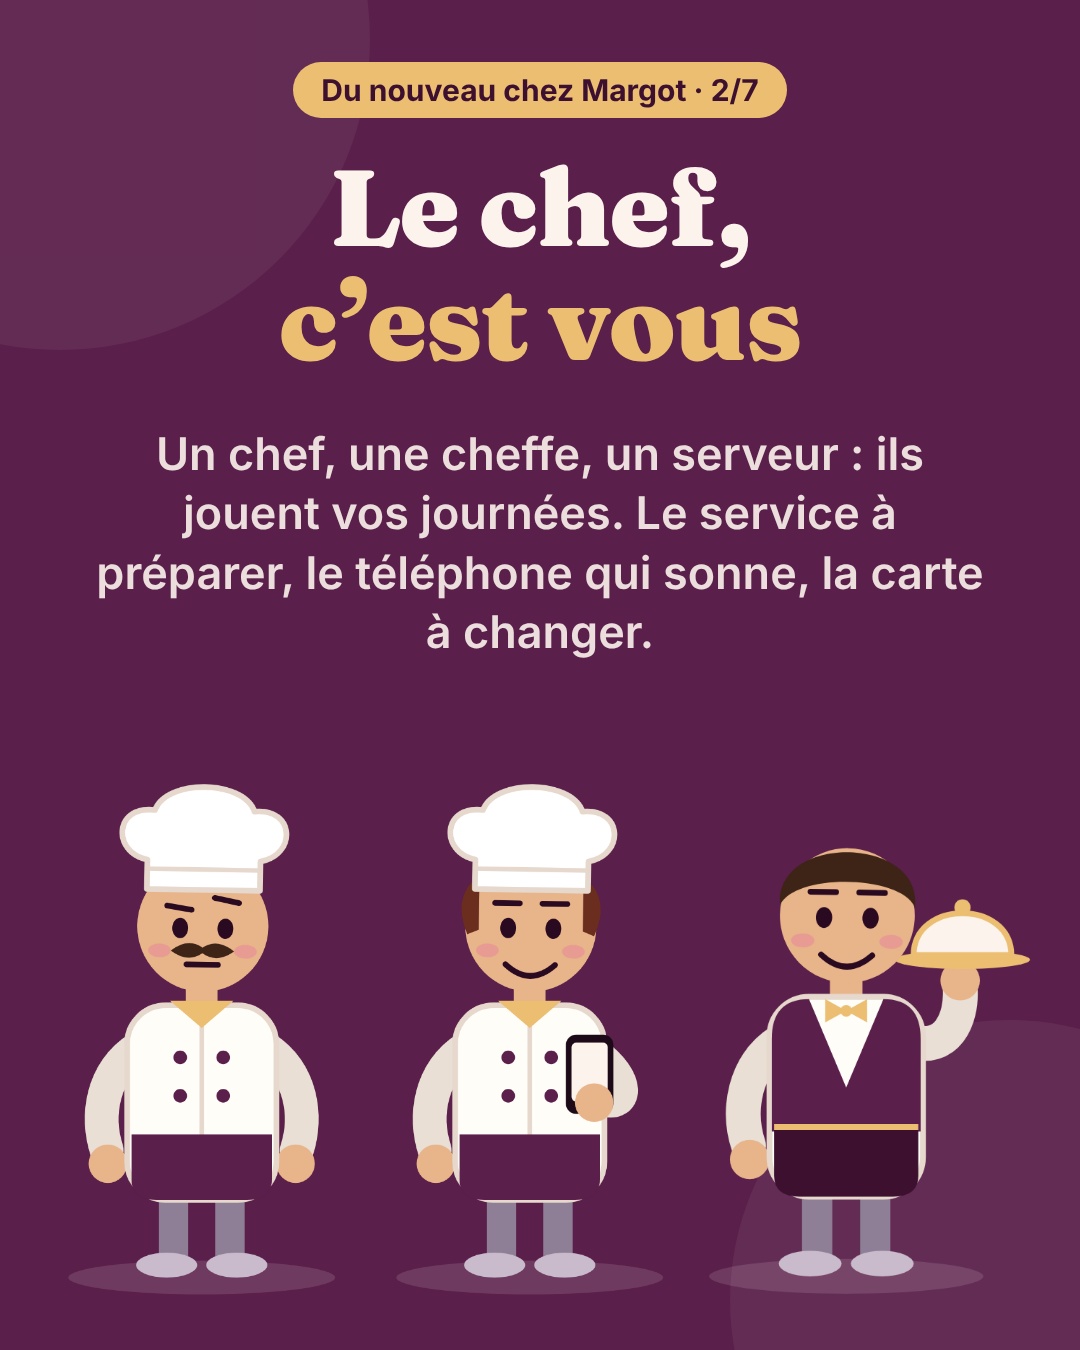 Du nouveau chez Margot · 2/7
Le chef,
c’est vous
Un chef, une cheffe, un serveur : ils
jouent vos journées. Le service à
préparer, le téléphone qui sonne, la carte
à changer.